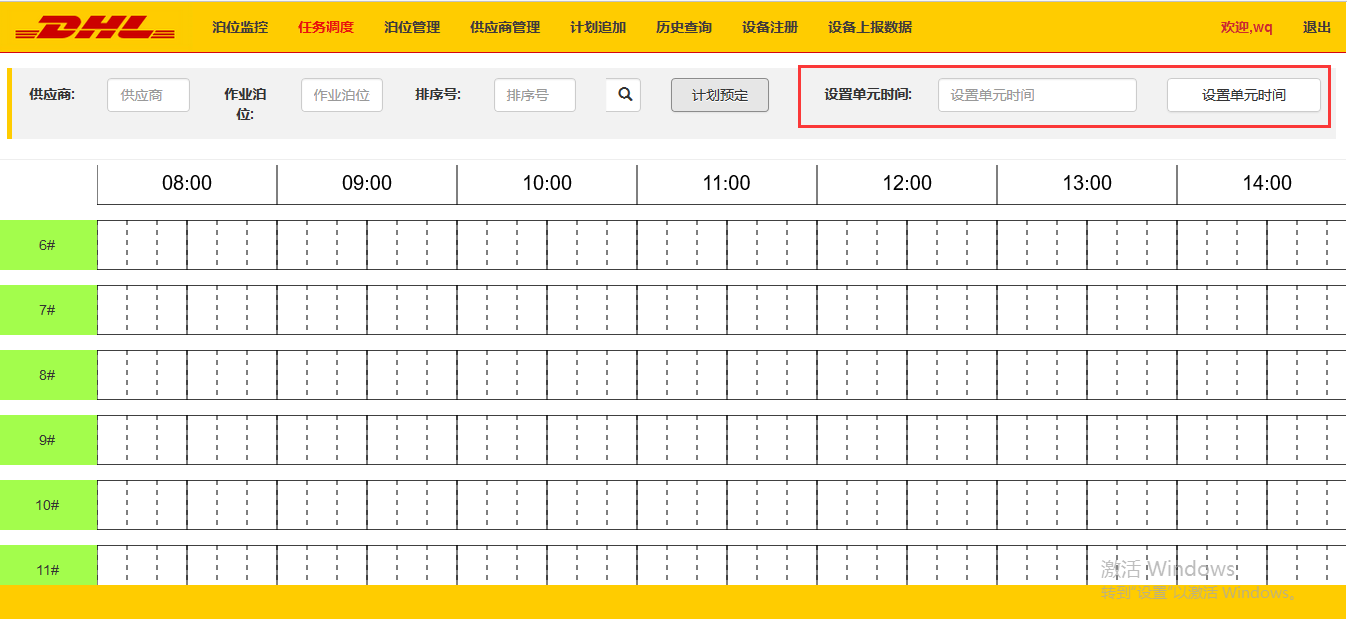 DHL 泊位监控 任务调度 泊位管理 供应商管理 计划追加 历史查询 设备注册 设备上报数据 欢迎,wq 退出
供应商: 供应商 作业泊位: 作业泊位 排序号: 排序号 计划预定 设置单元时间: 设置单元时间 设置单元时间
08:00 09:00 10:00 11:00 12:00 13:00 14:00
6#
7#
8#
9#
10#
11#
激活 Windows
转到"设置"以激活 Windows。